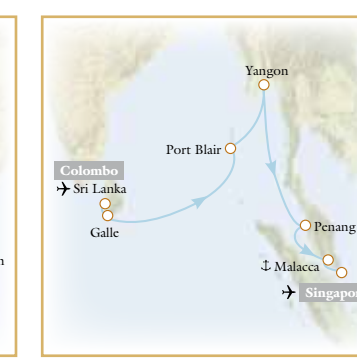 Yangon
Port Blair
Colombo
Sri Lanka
Galle
Penang
Malacca